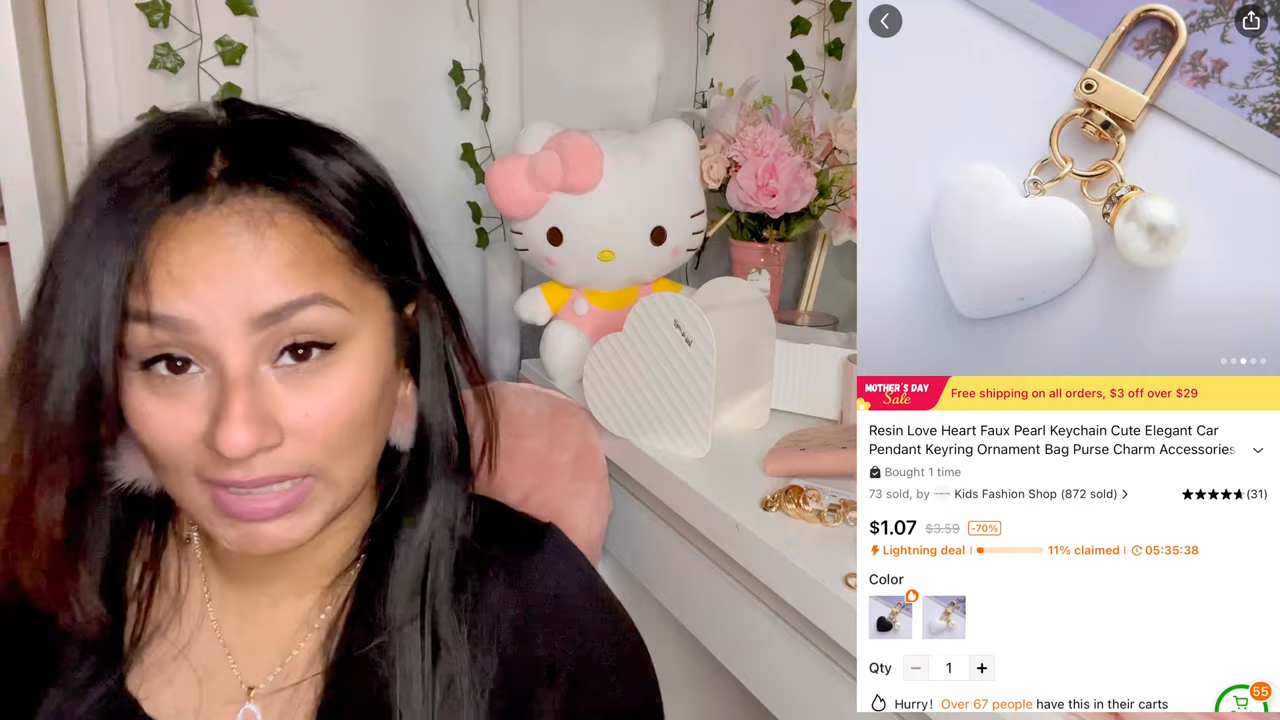 MOTHER'S DAY
Sale
Free shipping on all orders, $3 off over $29
Resin Love Heart Faux Pearl Keychain Cute Elegant Car
Pendant Keyring Ornament Bag Purse Charm Accessories
Bought 1 time
73 sold, by Kids Fashion Shop (872 sold)
(31)
$1.07 $3.59 -70%
Lightning deal 11% claimed 05:35:38
Color
Qty
1
Hurry! Over 67 people have this in their carts
55